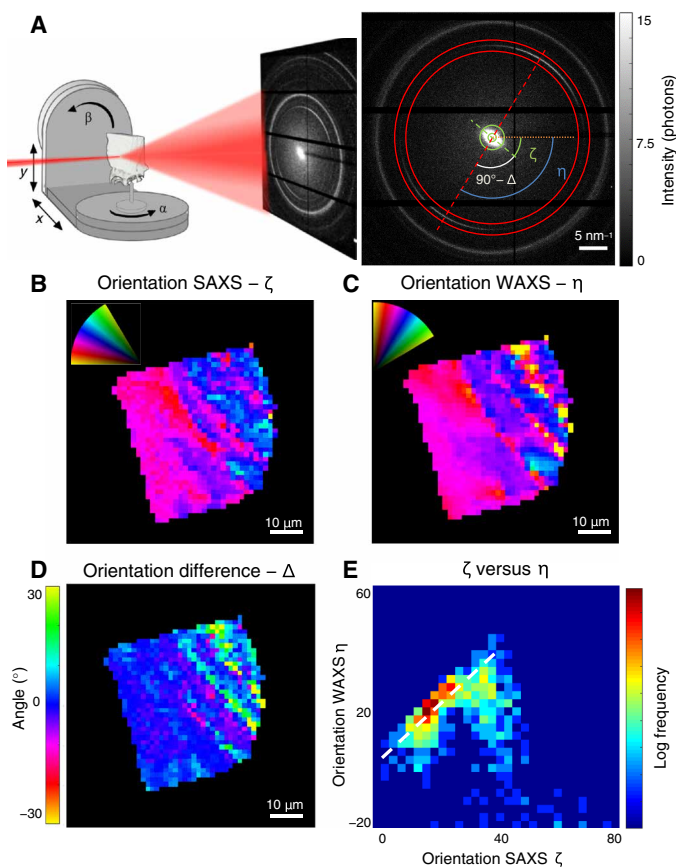 A
β
y
x
α
ζ
η
90°– Δ
5 nm⁻¹
15
7.5
0
Intensity (photons)
B Orientation SAXS – ζ
10 µm
C Orientation WAXS – η
10 µm
D Orientation difference – Δ
30
0
−30
Angle (°)
10 µm
E ζ versus η
60
20
−20
Orientation WAXS η
0 40 80
Orientation SAXS ζ
Log frequency